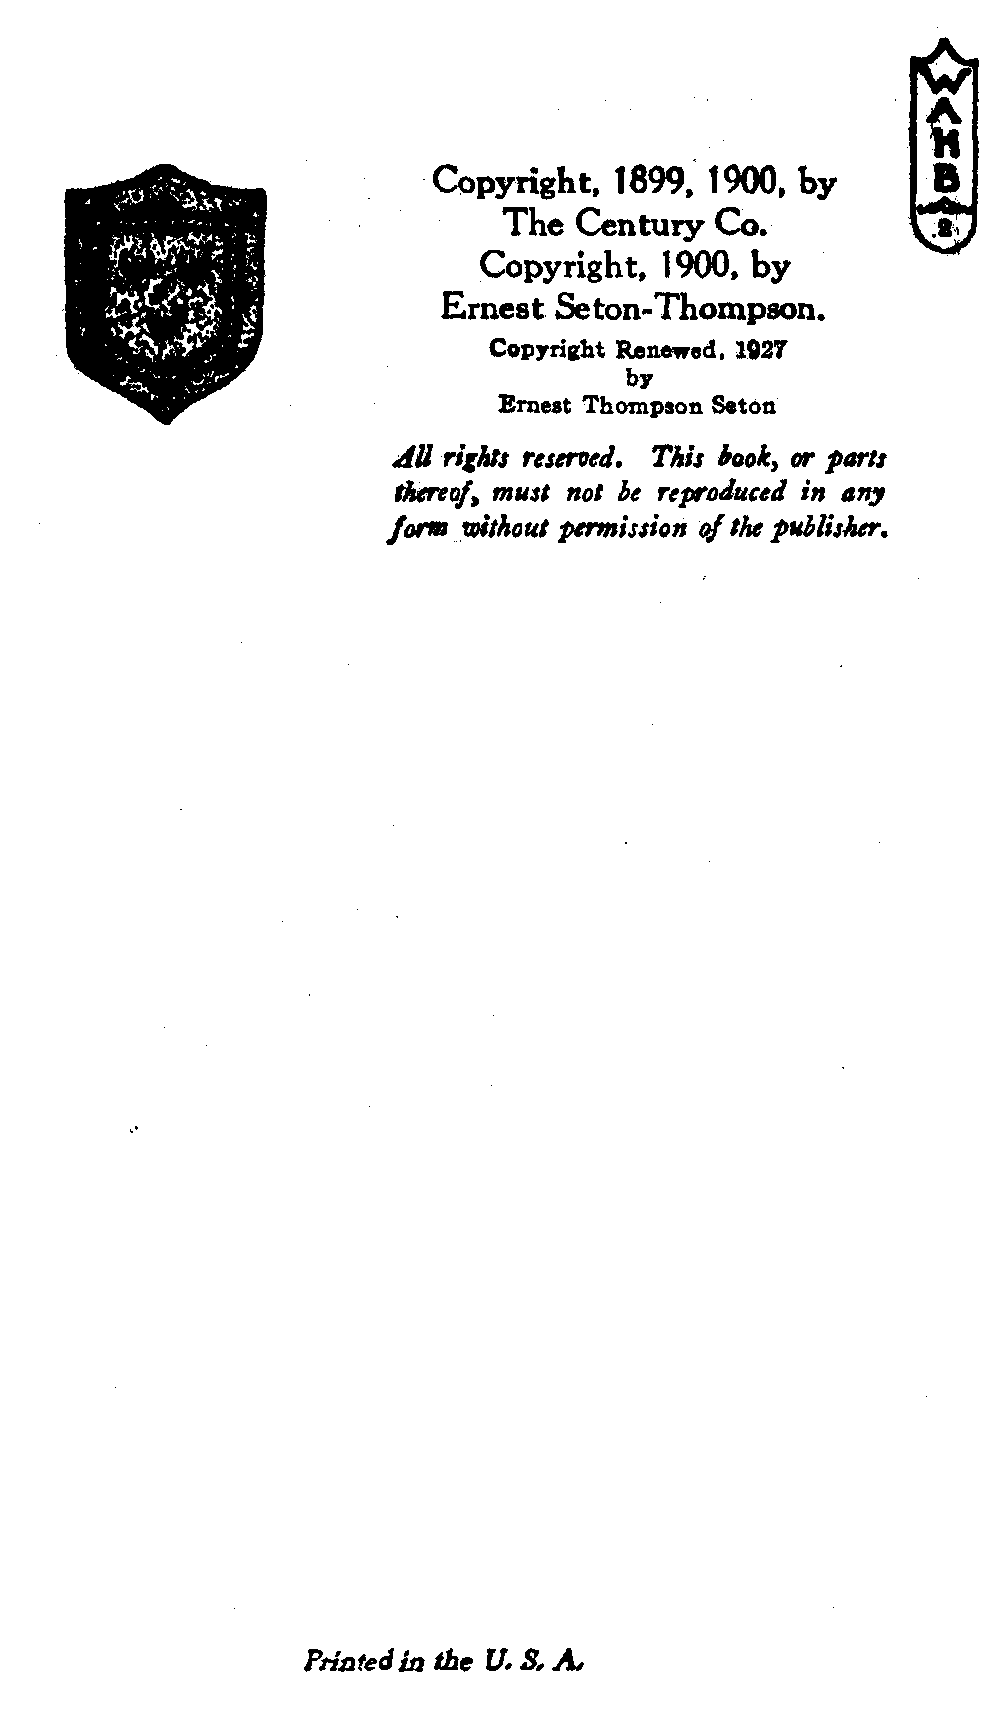 WAHB
2
Copyright, 1899, 1900, by
The Century Co.
Copyright, 1900, by
Ernest Seton-Thompson.
Copyright Renewed, 1927
by
Ernest Thompson Seton
All rights reserved. This book, or parts
thereof, must not be reproduced in any
form without permission of the publisher.
Printed in the U. S. A.